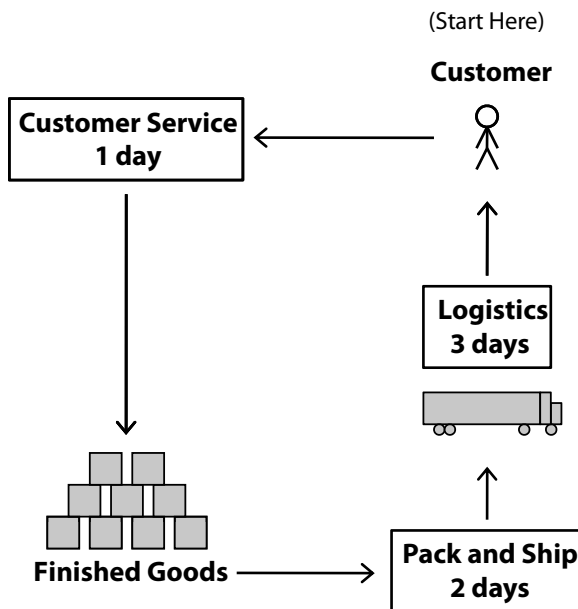 (Start Here)
Customer
Customer Service
1 day
Logistics
3 days
Finished Goods
Pack and Ship
2 days